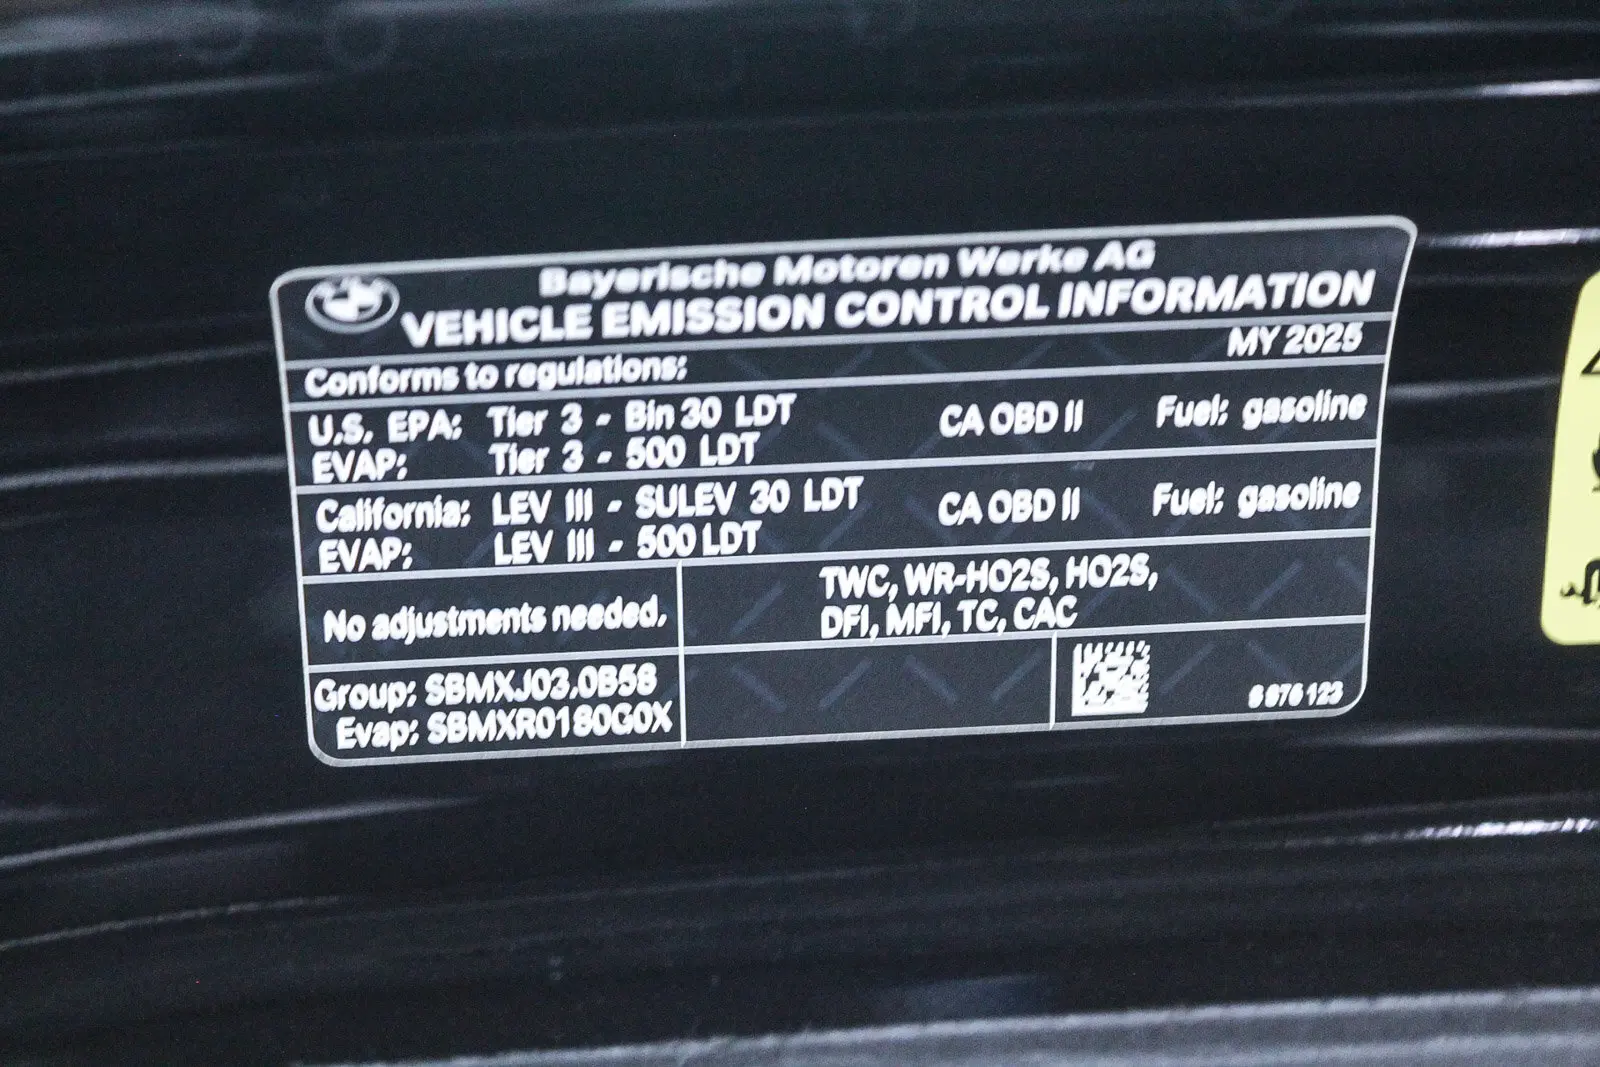 Bayerische Motoren Werke AG
VEHICLE EMISSION CONTROL INFORMATION
MY 2025
Conforms to regulations:
U.S. EPA: Tier 3 - Bin 30 LDT CA OBD II Fuel: gasoline
EVAP: Tier 3 - 500 LDT
California: LEV III - SULEV 30 LDT CA OBD II Fuel: gasoline
EVAP: LEV III - 500 LDT
No adjustments needed.
TWC, WR-HO2S, HO2S,
DFI, MFI, TC, CAC
Group: SBMXJ03.0B58
Evap: SBMXR0180G0X